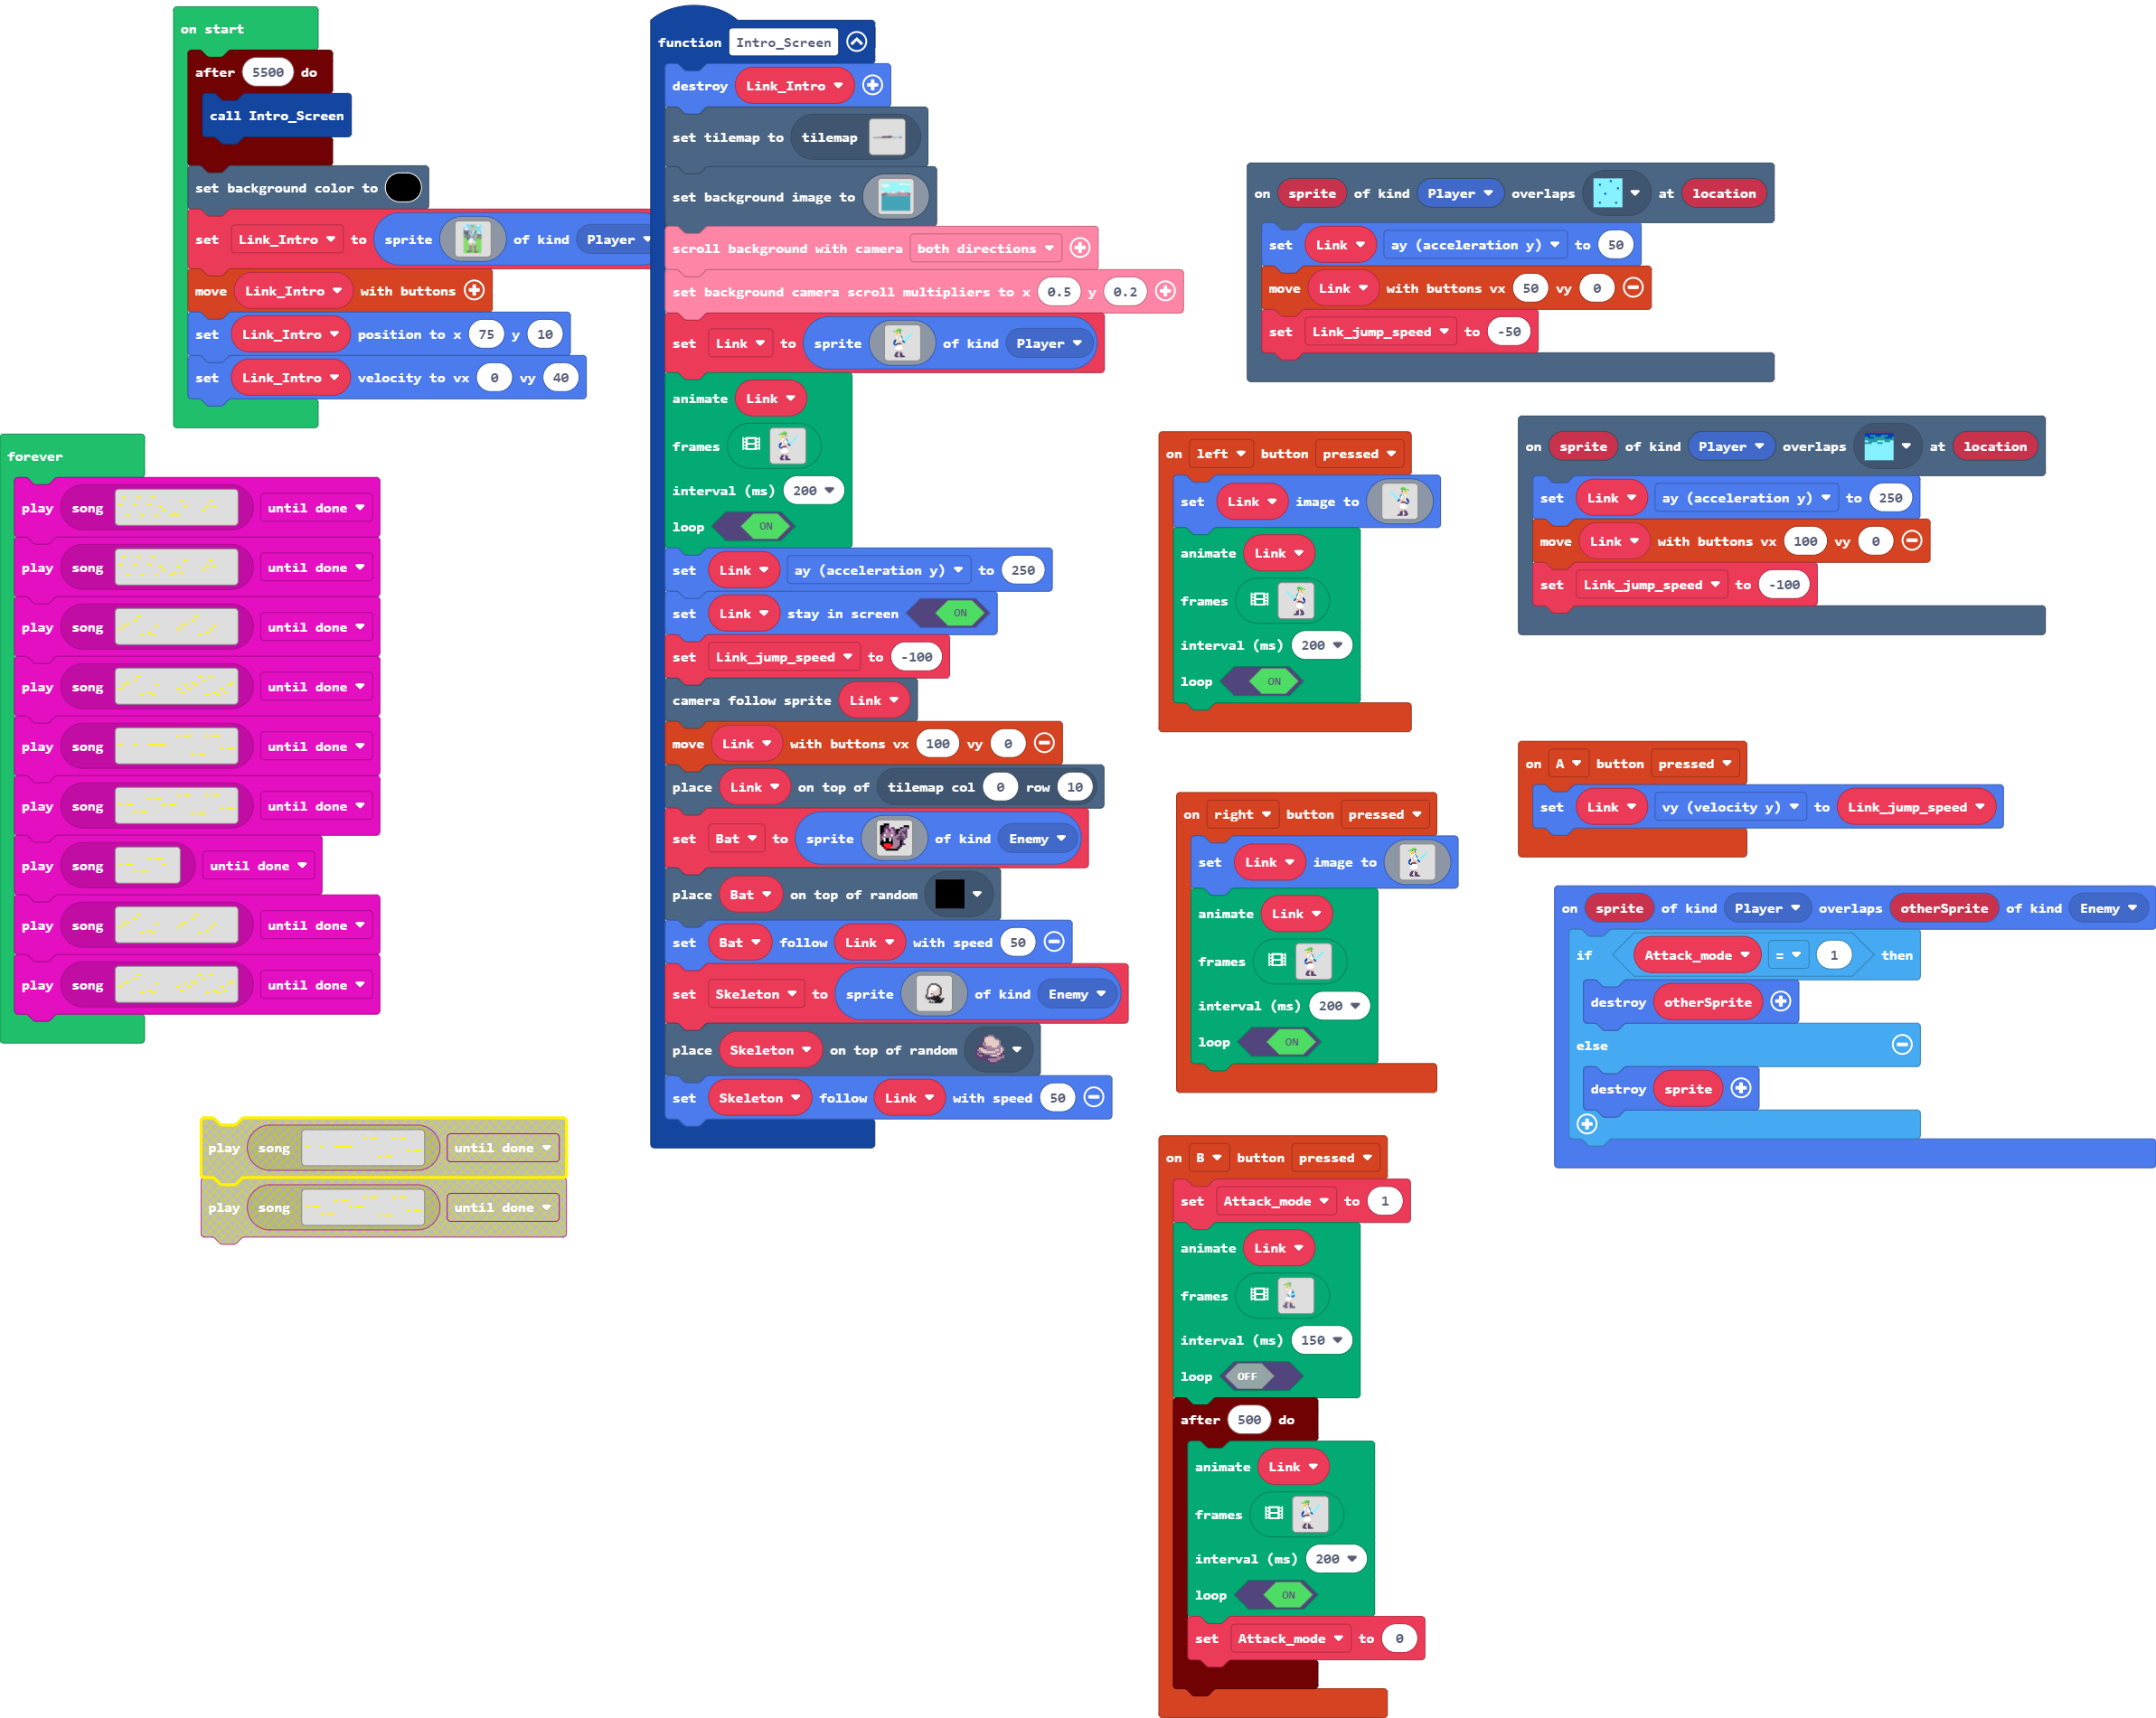 on start
after 5500 do
call Intro_Screen
set background color to
set Link_Intro to sprite of kind Player
move Link_Intro with buttons
set Link_Intro position to x 75 y 10
set Link_Intro velocity to vx 0 vy 40
forever
play song until done
play song until done
play song until done
play song until done
play song until done
play song until done
play song until done
play song until done
play song until done
play song until done
play song until done
function Intro_Screen
destroy Link_Intro
set tilemap to tilemap
set background image to
scroll background with camera both directions
set background camera scroll multipliers to x 0.5 y 0.2
set Link to sprite of kind Player
animate Link
frames
interval (ms) 200
loop ON
set Link ay (acceleration y) to 250
set Link stay in screen ON
set Link_jump_speed to -100
camera follow sprite Link
move Link with buttons vx 100 vy 0
place Link on top of tilemap col 0 row 10
set Bat to sprite of kind Enemy
place Bat on top of random
set Bat follow Link with speed 50
set Skeleton to sprite of kind Enemy
place Skeleton on top of random
set Skeleton follow Link with speed 50
on sprite of kind Player overlaps at location
set Link ay (acceleration y) to 50
move Link with buttons vx 50 vy 0
set Link_jump_speed to -50
on left button pressed
set Link image to
animate Link
frames
interval (ms) 200
loop ON
on sprite of kind Player overlaps at location
set Link ay (acceleration y) to 250
move Link with buttons vx 100 vy 0
set Link_jump_speed to -100
on right button pressed
set Link image to
animate Link
frames
interval (ms) 200
loop ON
on A button pressed
set Link vy (velocity y) to Link_jump_speed
on sprite of kind Player overlaps otherSprite of kind Enemy
if Attack_mode = 1 then
destroy otherSprite
else
destroy sprite
on B button pressed
set Attack_mode to 1
animate Link
frames
interval (ms) 150
loop OFF
after 500 do
animate Link
frames
interval (ms) 200
loop ON
set Attack_mode to 0